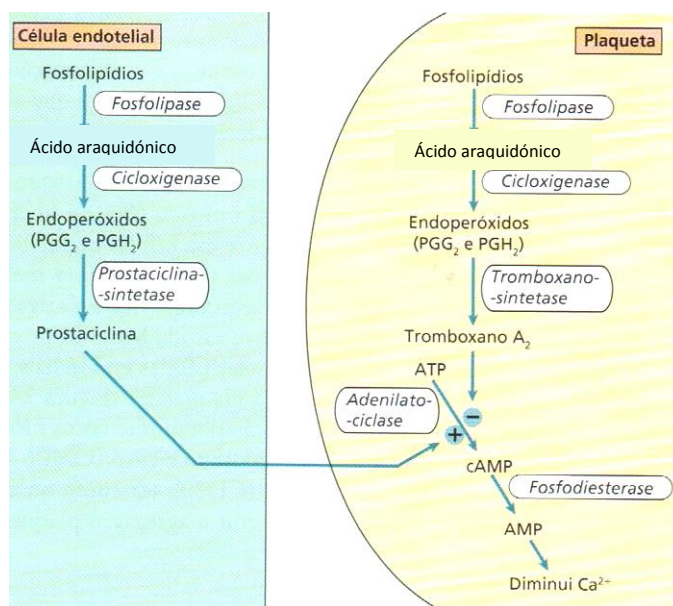 Célula endotelial
Fosfolipídios
Fosfolipase
Ácido araquidónico
Cicloxigenase
Endoperóxidos
(PGG₂ e PGH₂)
Prostaciclina-
-sintetase
Prostaciclina
Plaqueta
Fosfolipídios
Fosfolipase
Ácido araquidónico
Cicloxigenase
Endoperóxidos
(PGG₂ e PGH₂)
Tromboxano-
-sintetase
Tromboxano A₂
ATP
Adenilato-
-ciclase
−
+
cAMP
Fosfodiesterase
AMP
Diminui Ca²⁺